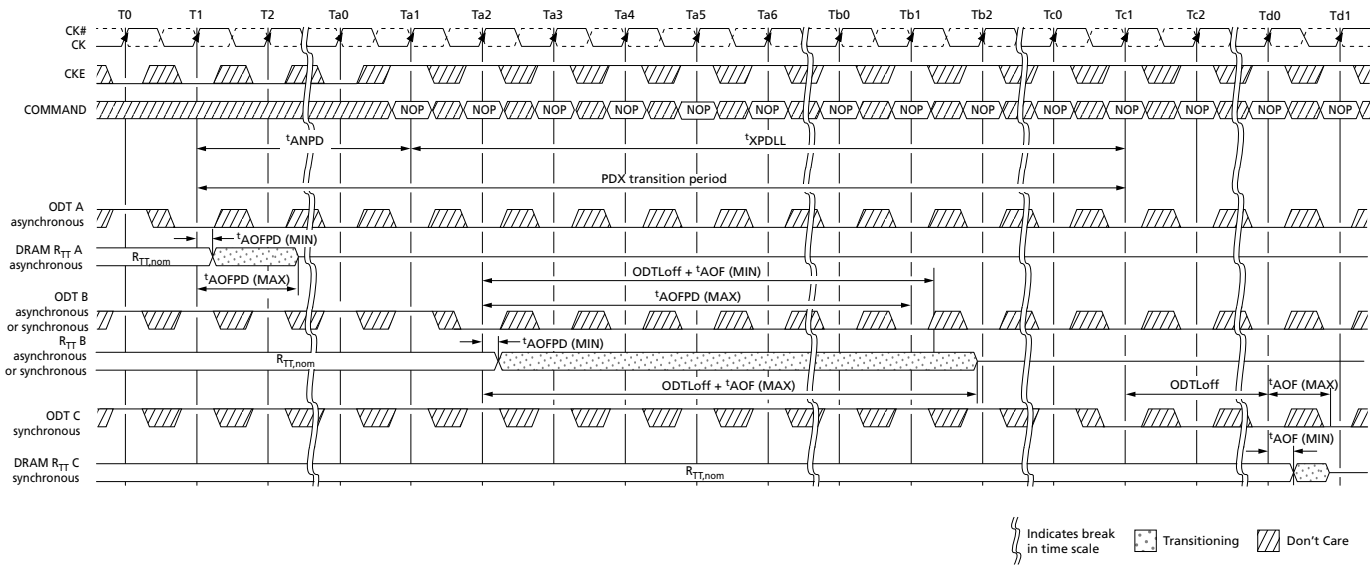 T0 T1 T2 Ta0 Ta1 Ta2 Ta3 Ta4 Ta5 Ta6 Tb0 Tb1 Tb2 Tc0 Tc1 Tc2 Td0 Td1
CK#
CK
CKE
COMMAND
NOP NOP NOP NOP NOP NOP NOP NOP NOP NOP NOP NOP NOP NOP
tANPD
tXPDLL
PDX transition period
ODT A
asynchronous
tAOFPD (MIN)
DRAM RTT A
asynchronous
RTT,nom
tAOFPD (MAX)
ODTLoff + tAOF (MIN)
tAOFPD (MAX)
ODT B
asynchronous
or synchronous
tAOFPD (MIN)
RTT B
asynchronous
or synchronous
RTT,nom
ODTLoff + tAOF (MAX)
ODTLoff
tAOF (MAX)
ODT C
synchronous
tAOF (MIN)
DRAM RTT C
synchronous
RTT,nom
Indicates break
in time scale
Transitioning
Don't Care